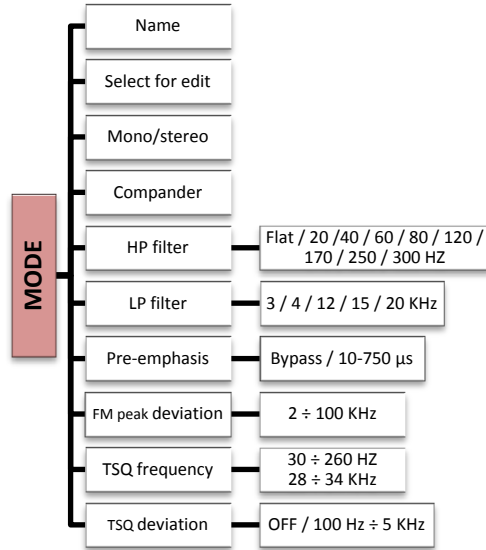 MODE
Name
Select for edit
Mono/stereo
Compander
HP filter
Flat / 20 /40 / 60 / 80 / 120 /
170 / 250 / 300 HZ
LP filter
3 / 4 / 12 / 15 / 20 KHz
Pre-emphasis
Bypass / 10-750 µs
FM peak deviation
2 ÷ 100 KHz
TSQ frequency
30 ÷ 260 HZ
28 ÷ 34 KHz
TSQ deviation
OFF / 100 Hz ÷ 5 KHz